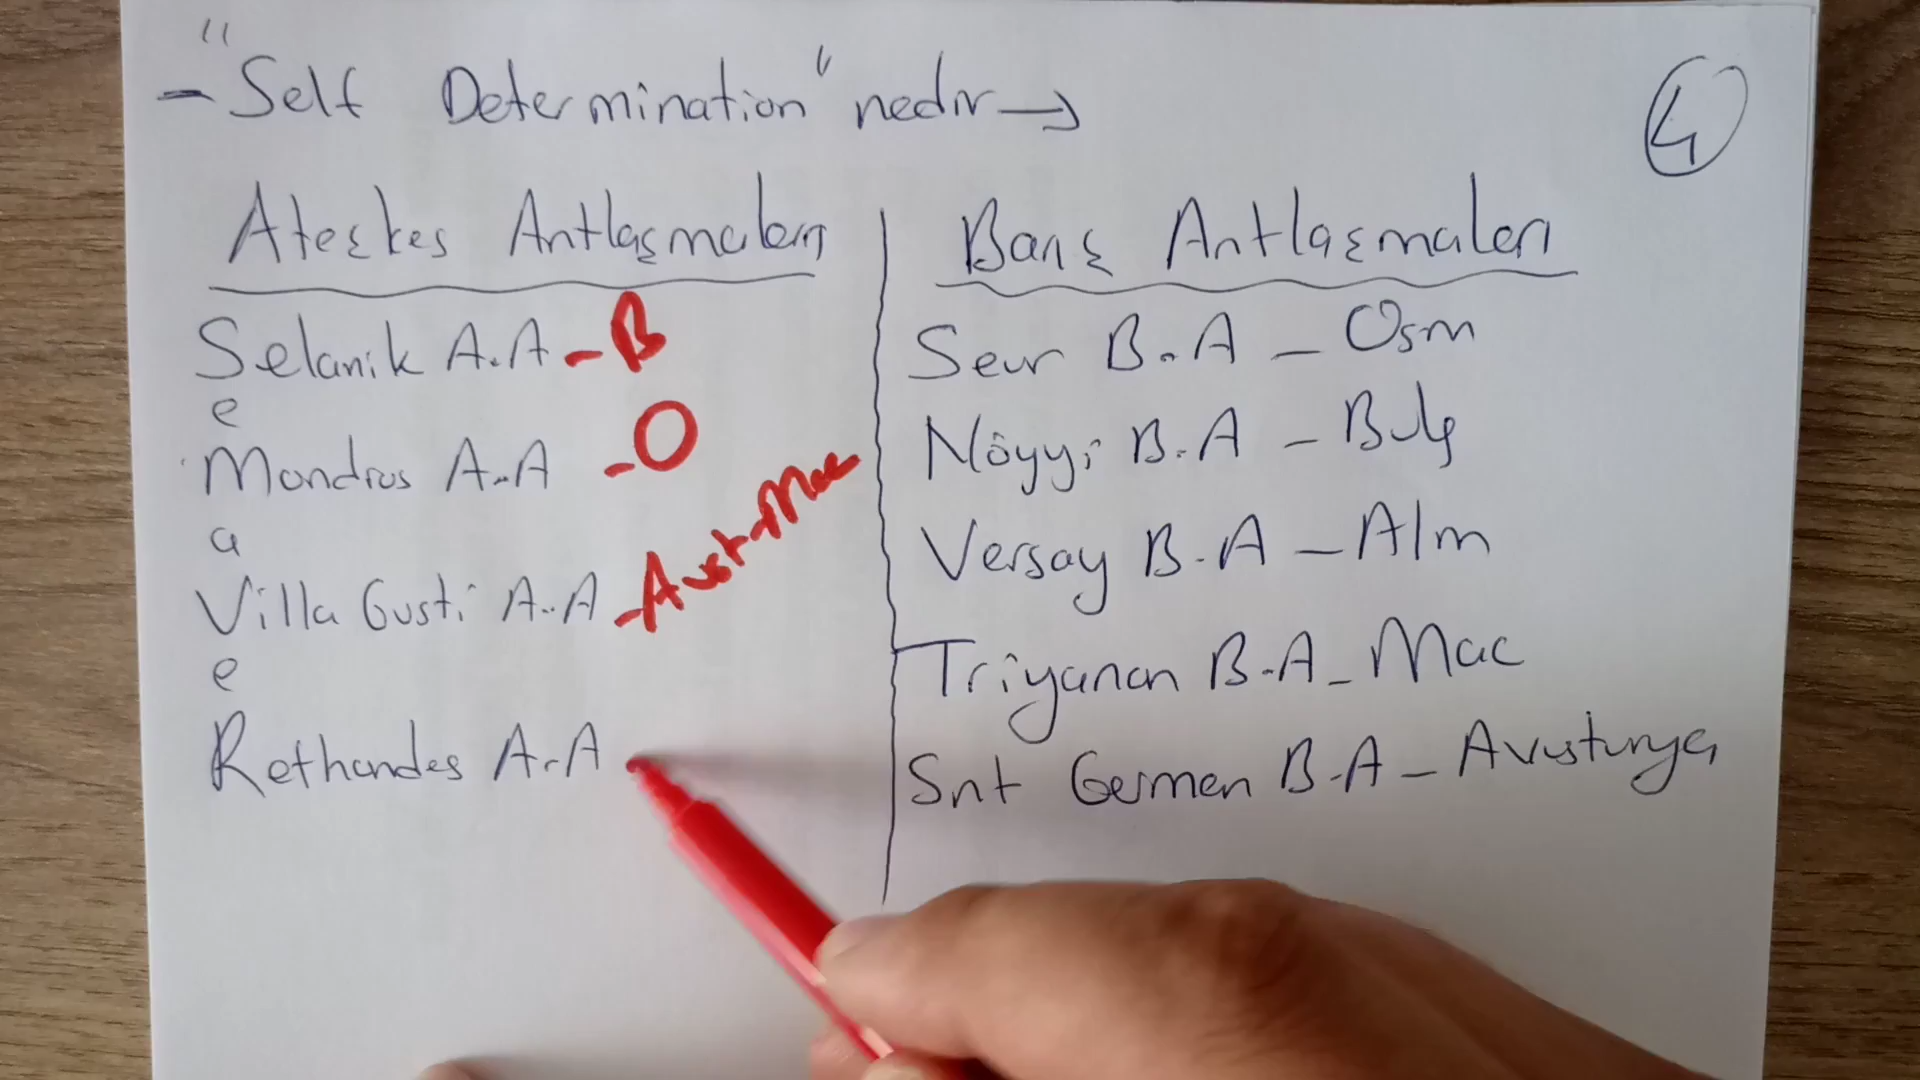 - "Self Determination" nedir →
4
Ateşkes Antlaşmaları
Selanik A.A - B
e
Mondros A.A - O
a
Villa Gusti A.A - Avust-Mac
e
Rethondes A.A
Barış Antlaşmaları
Sevr B.A - Osm
Nöyyi B.A - Bulg
Versay B.A - Alm
Triyanon B.A - Mac
Snt Germen B.A - Avusturya